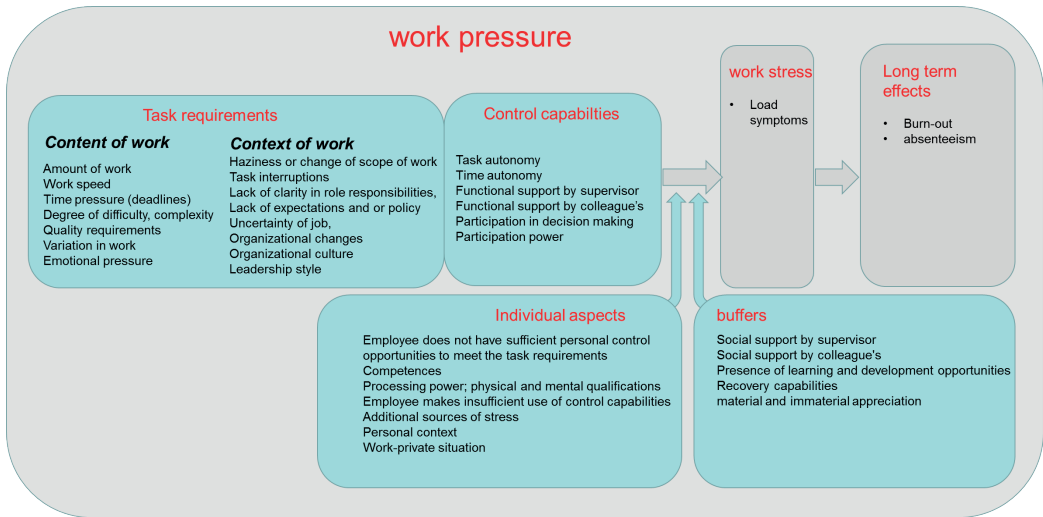 work pressure
Task requirements
Content of work
Amount of work
Work speed
Time pressure (deadlines)
Degree of difficulty, complexity
Quality requirements
Variation in work
Emotional pressure
Context of work
Haziness or change of scope of work
Task interruptions
Lack of clarity in role responsibilities,
Lack of expectations and or policy
Uncertainty of job,
Organizational changes
Organizational culture
Leadership style
Control capabilties
Task autonomy
Time autonomy
Functional support by supervisor
Functional support by colleague's
Participation in decision making
Participation power
work stress
• Load
symptoms
Long term
effects
• Burn-out
• absenteeism
Individual aspects
Employee does not have sufficient personal control
opportunities to meet the task requirements
Competences
Processing power; physical and mental qualifications
Employee makes insufficient use of control capabilities
Additional sources of stress
Personal context
Work-private situation
buffers
Social support by supervisor
Social support by colleague's
Presence of learning and development opportunities
Recovery capabilities
material and immaterial appreciation